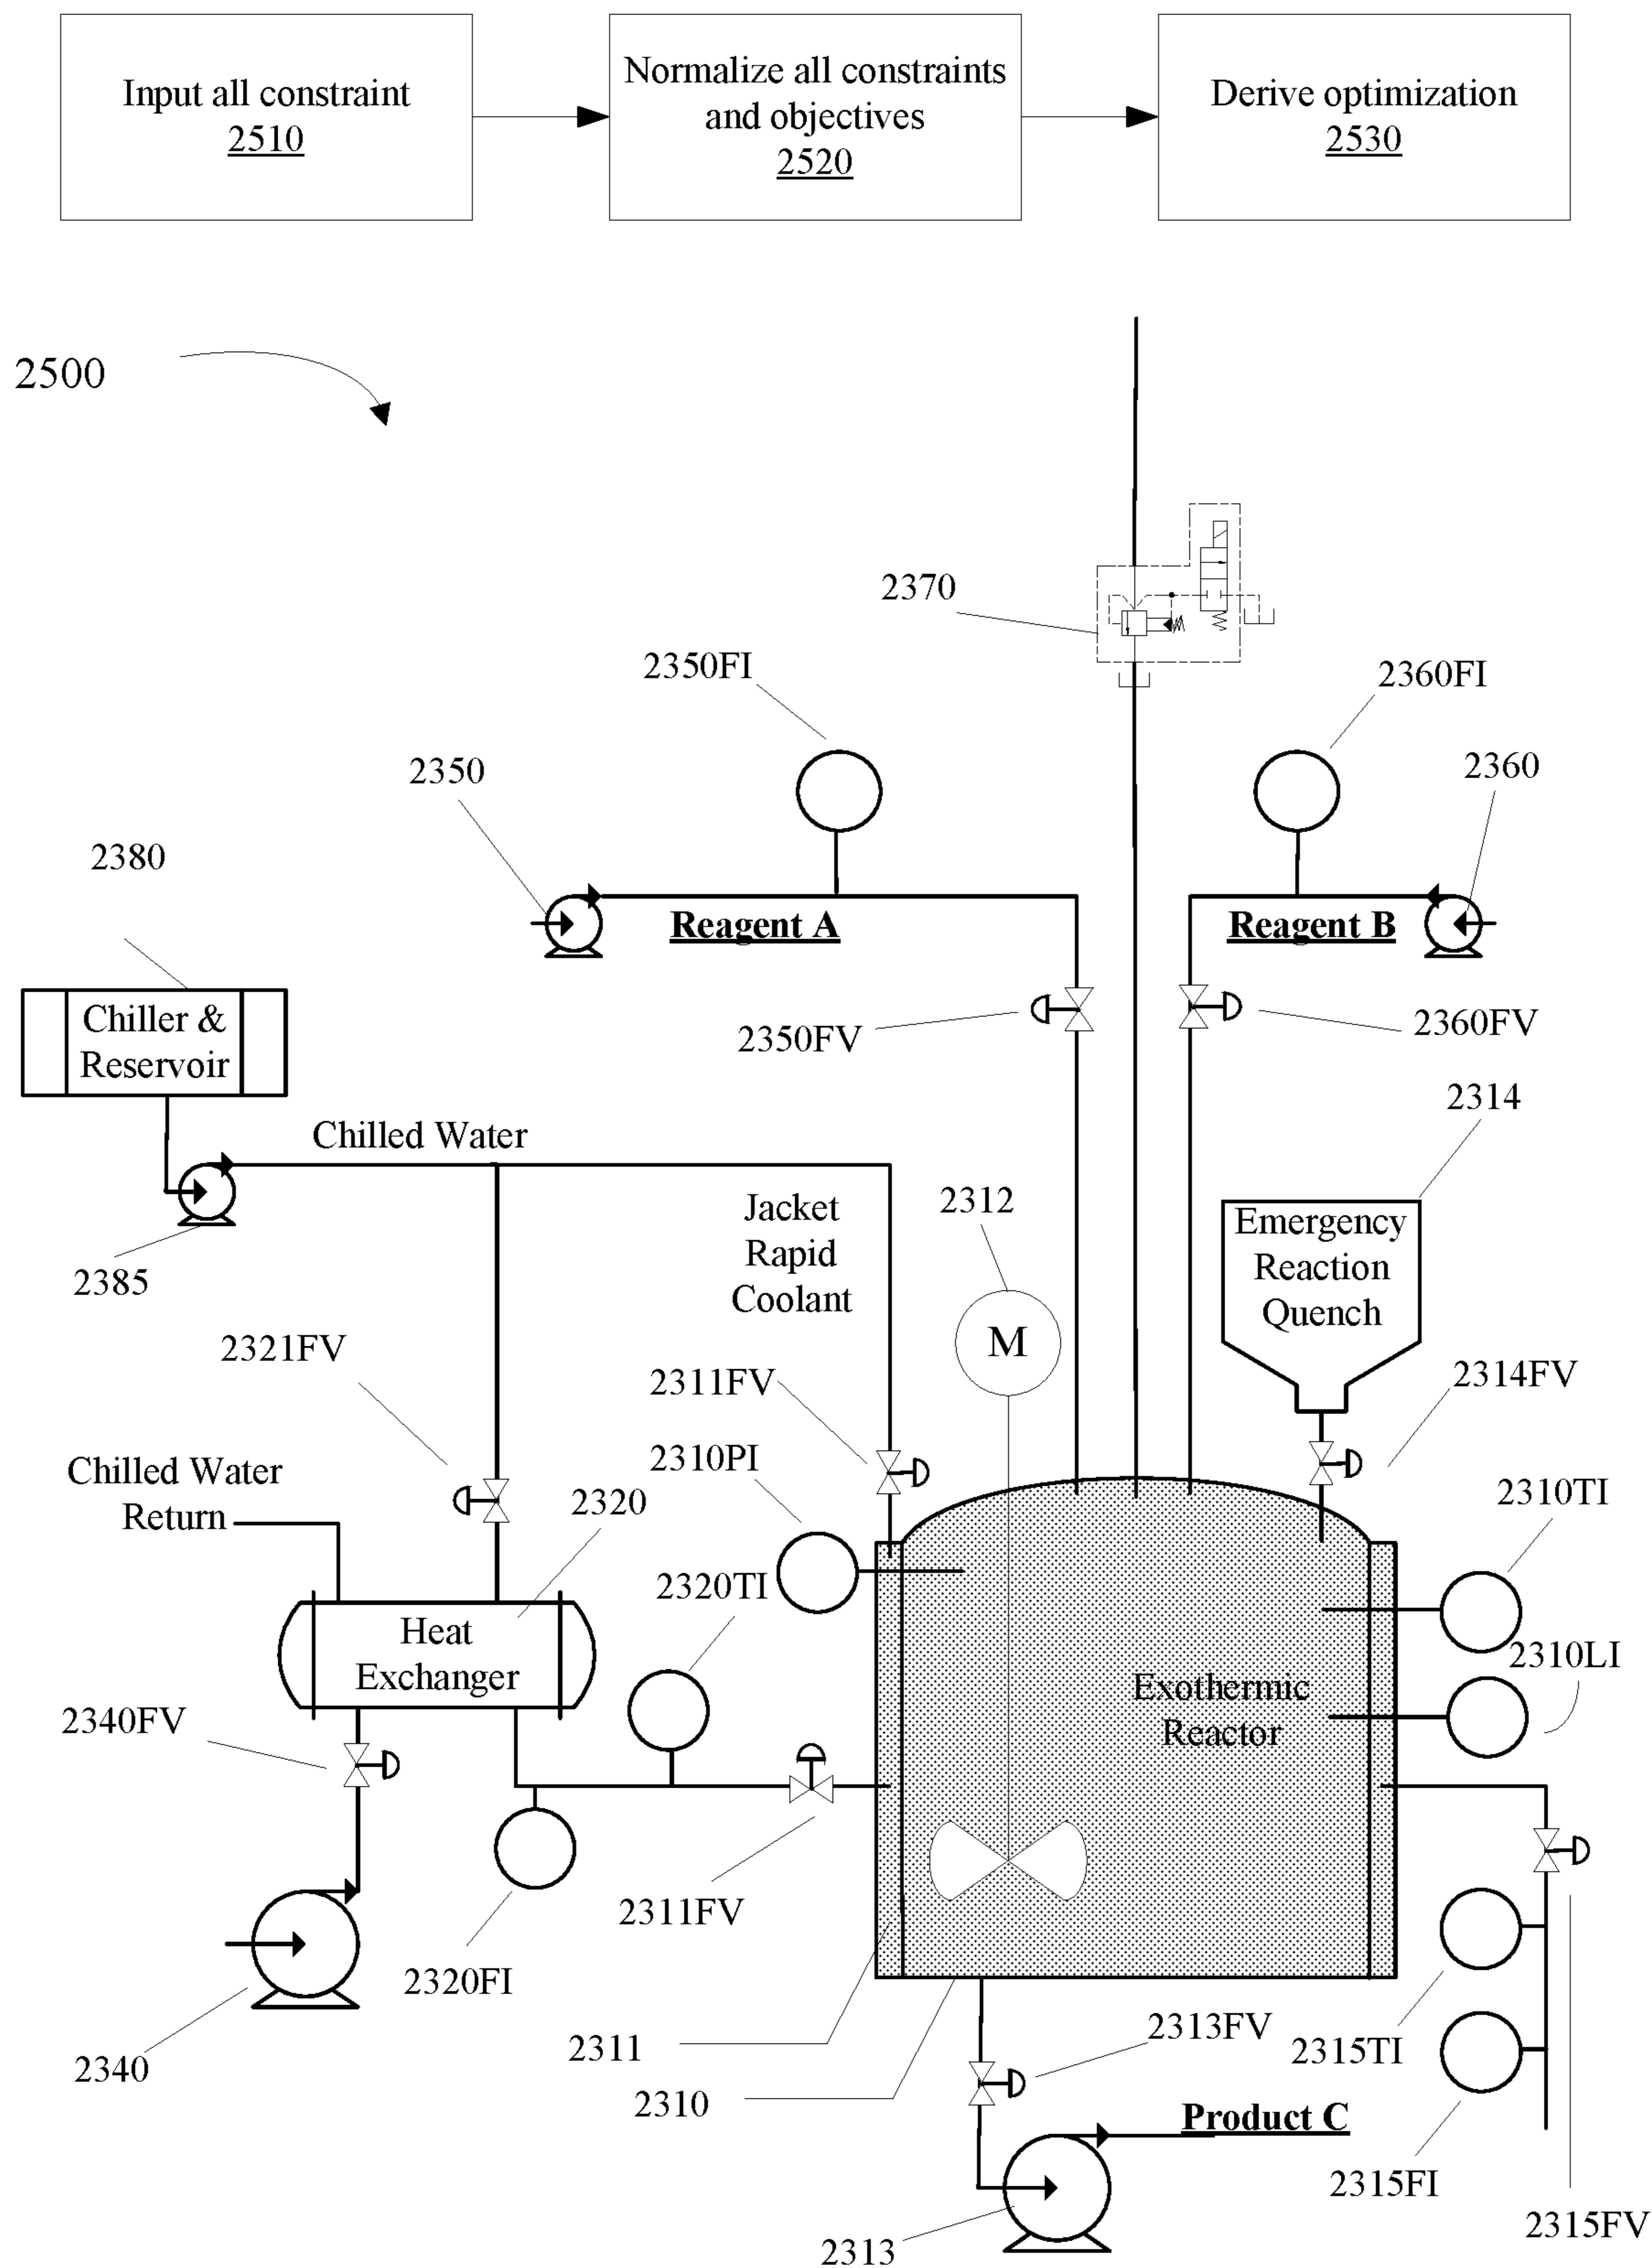 Input all constraint
2510
Normalize all constraints
and objectives
2520
Derive optimization
2530
2500
2370
2350FI
2360FI
2350
2360
2380
Reagent A
Reagent B
Chiller &
Reservoir
2350FV
2360FV
2314
Chilled Water
2385
Jacket
Rapid
Coolant
2312
Emergency
Reaction
Quench
M
2321FV
2311FV
2314FV
Chilled Water
Return
2310PI
2320
2310TI
2320TI
Heat
Exchanger
2310LI
Exothermic
Reactor
2340FV
2311FV
2320FI
2340
2311
2310
2313FV
2315TI
Product C
2315FI
2315FV
2313